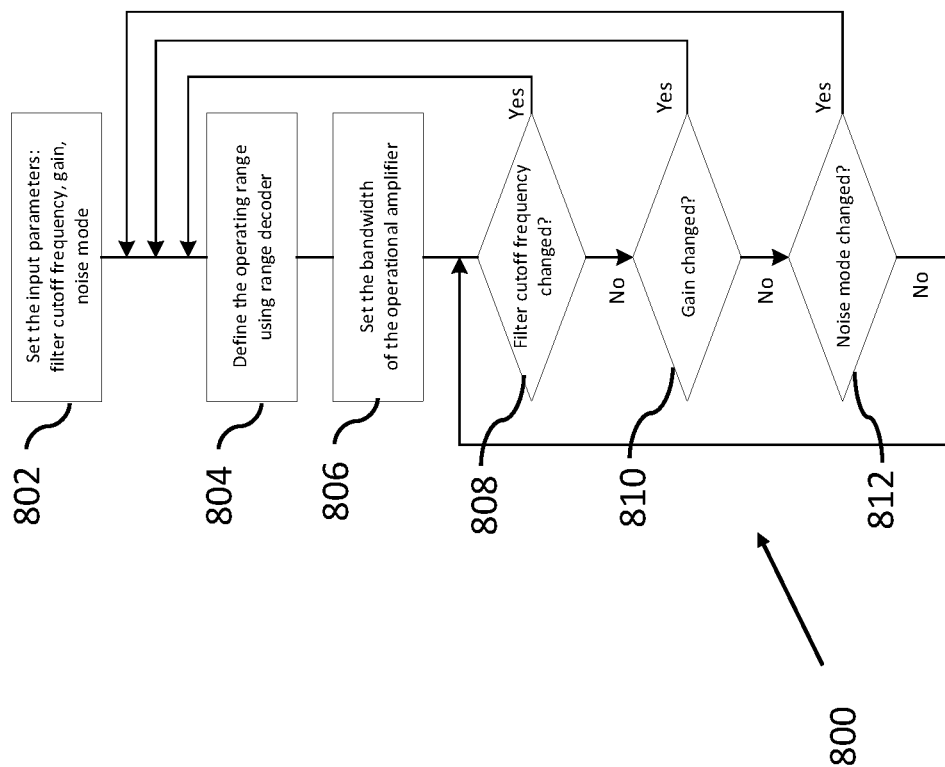 802
Set the input parameters:
filter cutoff frequency, gain,
noise mode
804
Define the operating range
using range decoder
806
Set the bandwidth
of the operational amplifier
808
Filter cutoff frequency
changed?
Yes
No
810
Gain changed?
Yes
No
812
Noise mode changed?
Yes
No
800